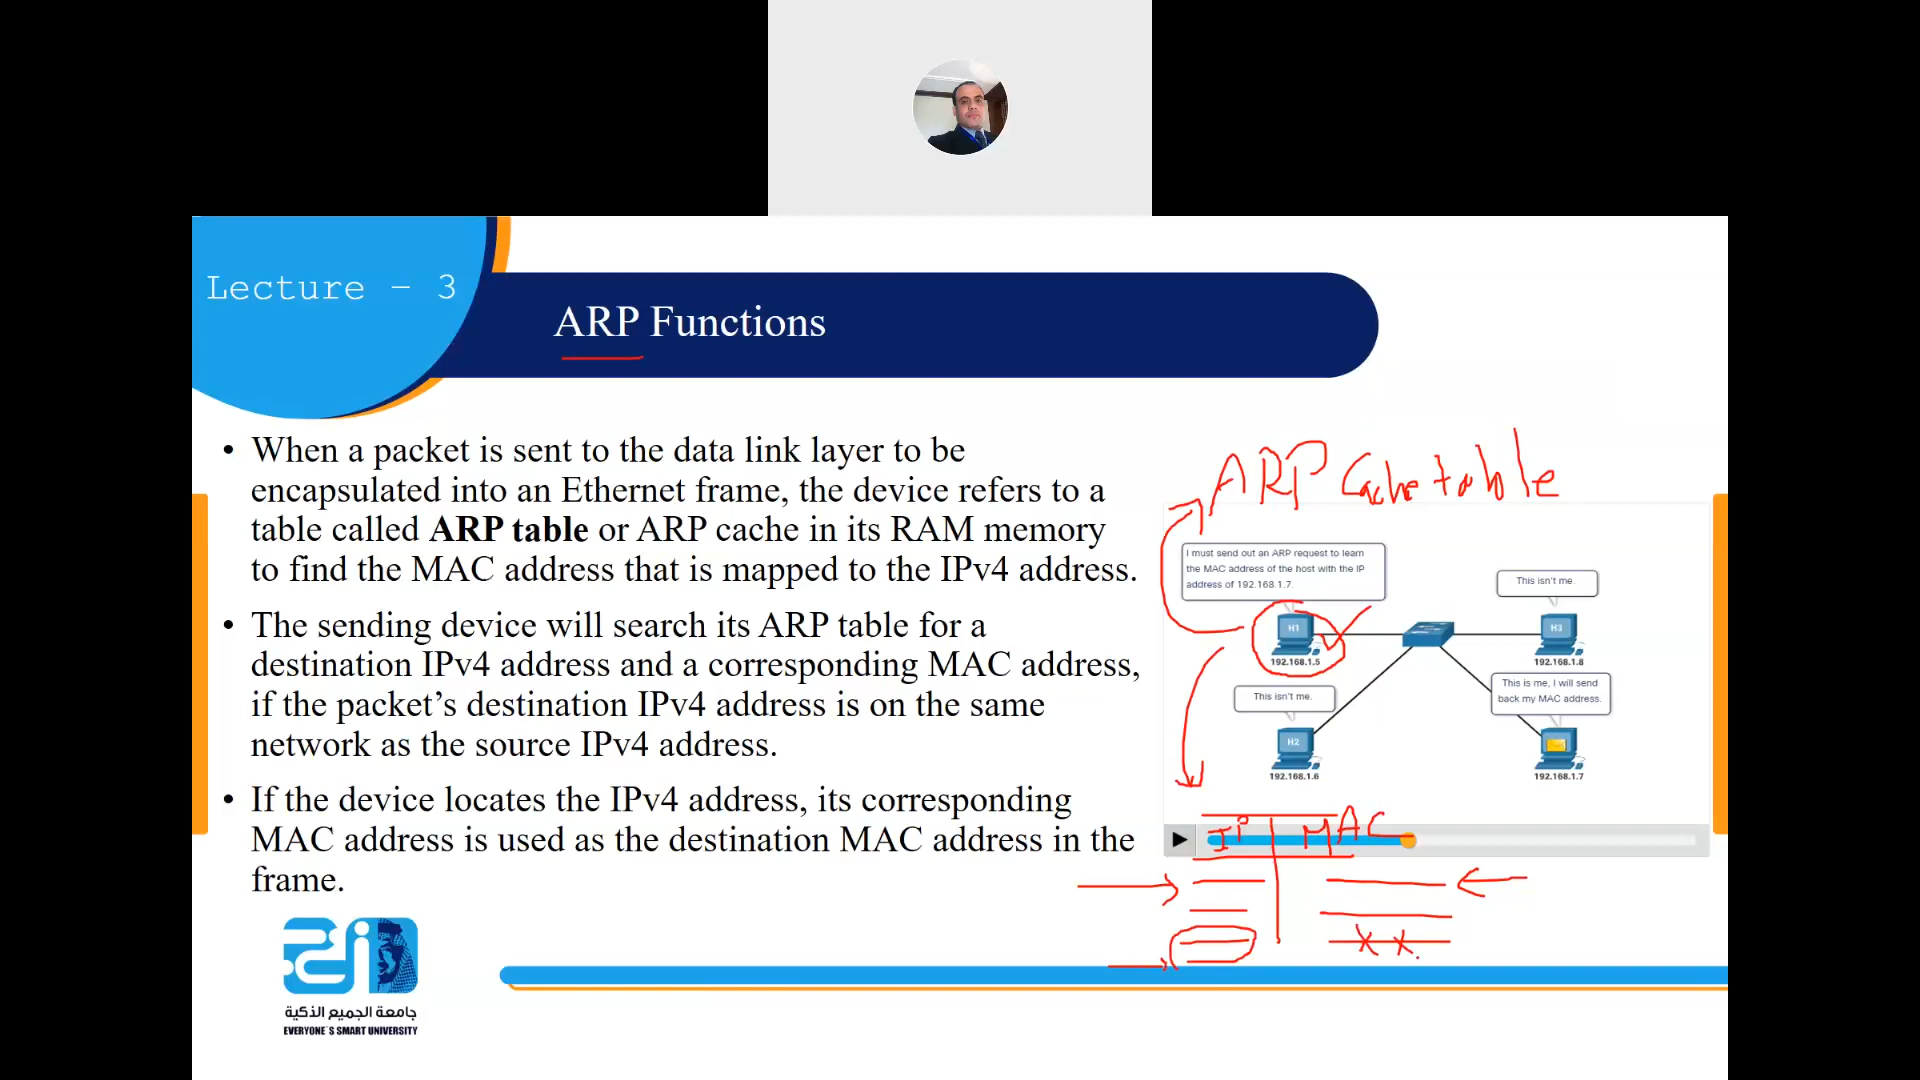 Lecture - 3
ARP Functions
• When a packet is sent to the data link layer to be
encapsulated into an Ethernet frame, the device refers to a
table called ARP table or ARP cache in its RAM memory
to find the MAC address that is mapped to the IPv4 address.
• The sending device will search its ARP table for a
destination IPv4 address and a corresponding MAC address,
if the packet’s destination IPv4 address is on the same
network as the source IPv4 address.
• If the device locates the IPv4 address, its corresponding
MAC address is used as the destination MAC address in the
frame.
ARP Cache table
I must send out an ARP request to learn
the MAC address of the host with the IP
address of 192.168.1.7.
This isn't me.
H1
H3
192.168.1.5
192.168.1.8
This isn't me.
This is me, I will send
back my MAC address.
H2
192.168.1.6
192.168.1.7
IP MAC
جامعة الجميع الذكية
EVERYONE'S SMART UNIVERSITY